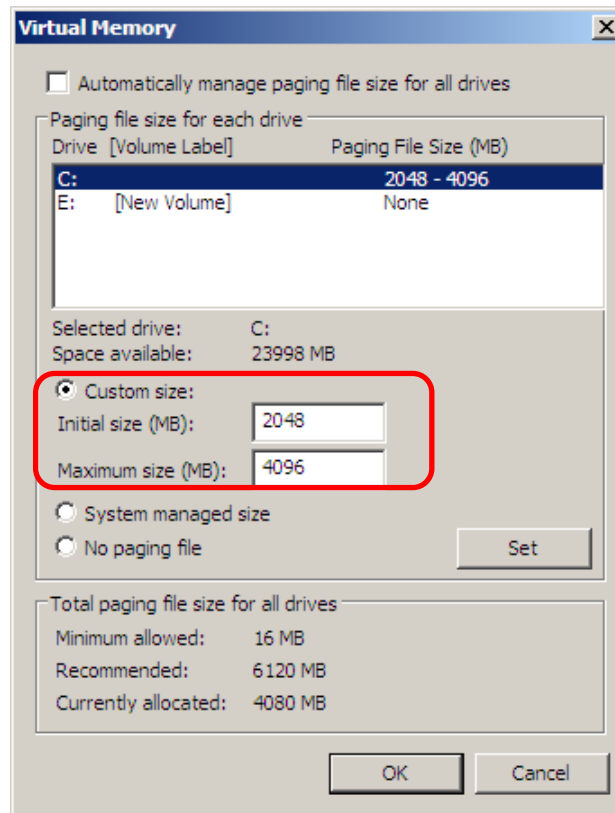 Virtual Memory
Automatically manage paging file size for all drives
Paging file size for each drive
Drive [Volume Label] Paging File Size (MB)
C: 2048 - 4096
E: [New Volume] None
Selected drive: C:
Space available: 23998 MB
Custom size:
Initial size (MB): 2048
Maximum size (MB): 4096
System managed size
No paging file Set
Total paging file size for all drives
Minimum allowed: 16 MB
Recommended: 6120 MB
Currently allocated: 4080 MB
OK Cancel